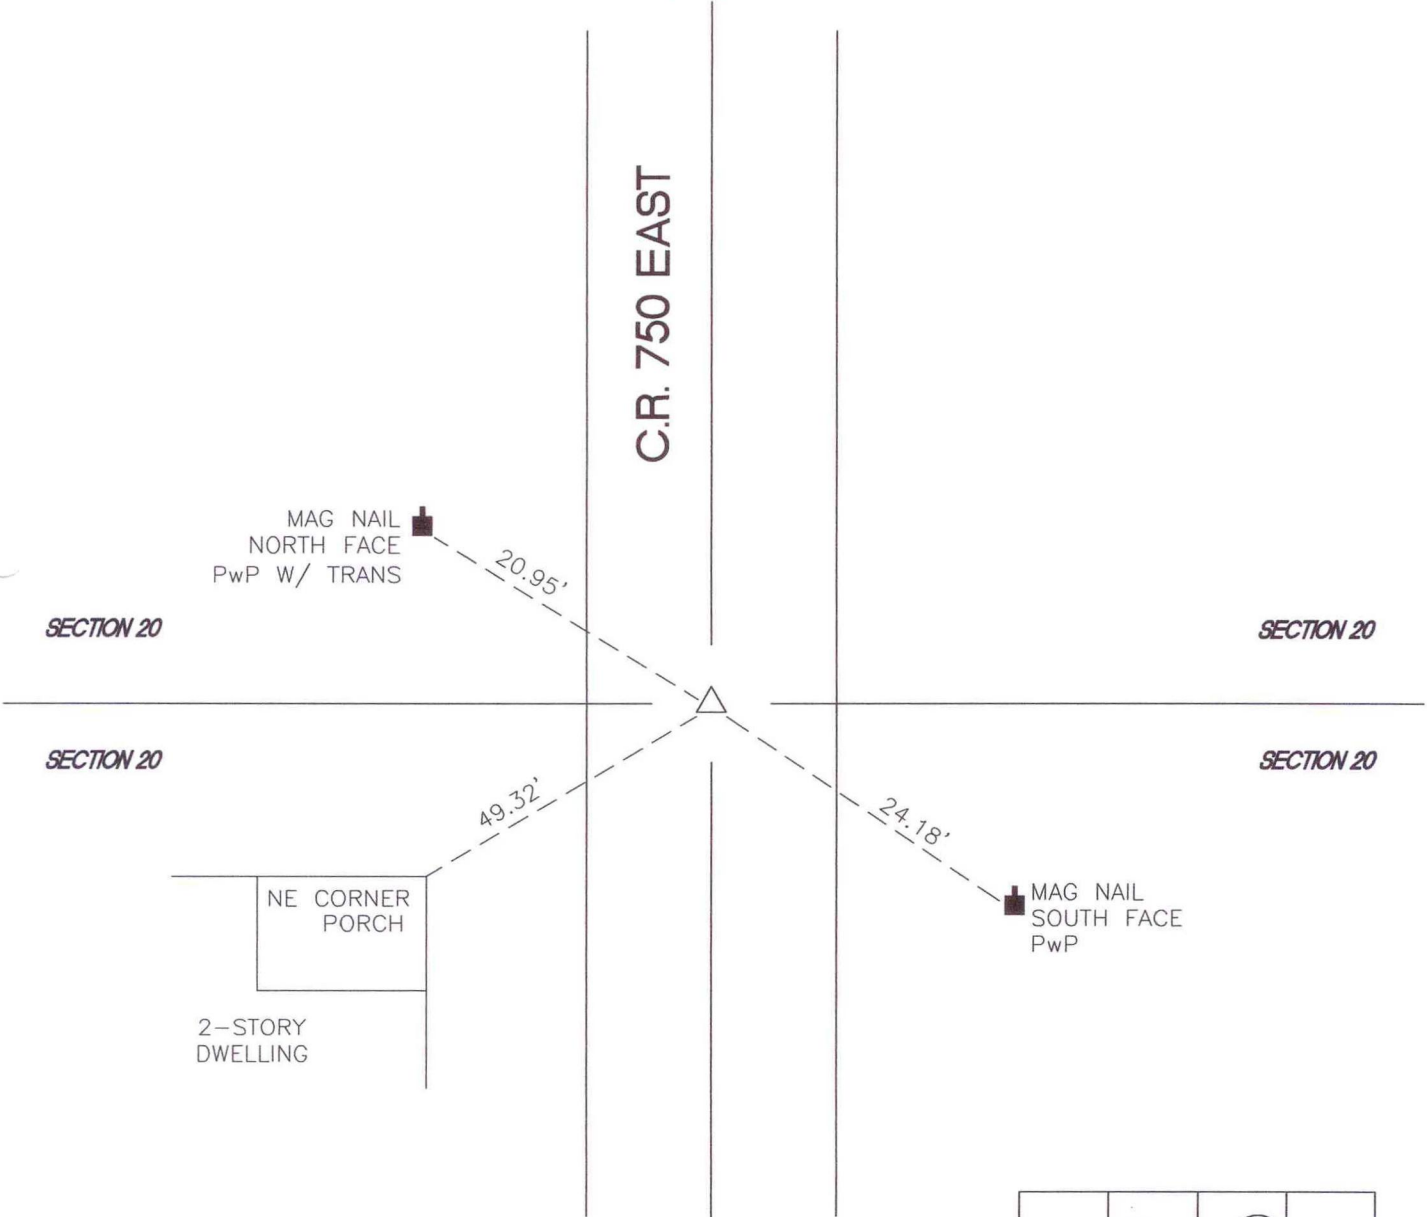 C.R. 750 EAST
MAG NAIL
NORTH FACE
PwP W/ TRANS
20.95'
SECTION 20
SECTION 20
SECTION 20
SECTION 20
49.32'
24.18'
NE CORNER
PORCH
MAG NAIL
SOUTH FACE
PwP
2-STORY
DWELLING